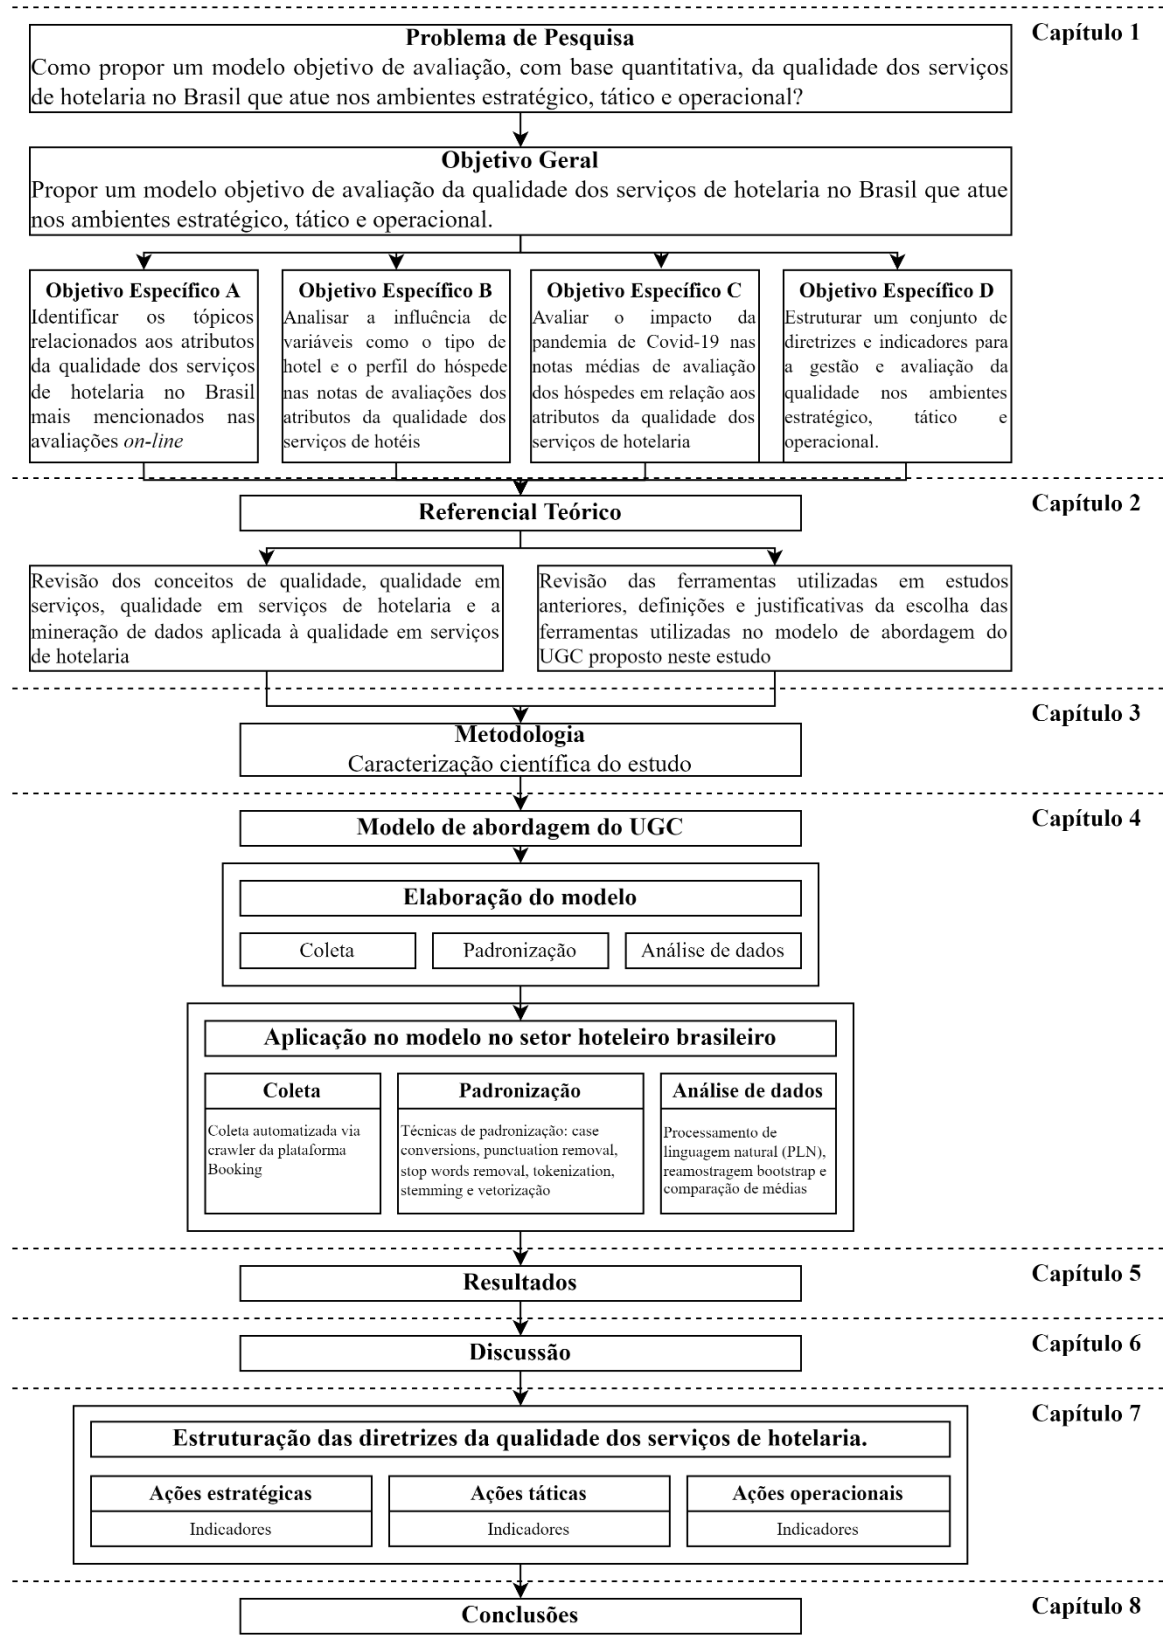 Capítulo 1
Problema de Pesquisa
Como propor um modelo objetivo de avaliação, com base quantitativa, da qualidade dos serviços
de hotelaria no Brasil que atue nos ambientes estratégico, tático e operacional?
Objetivo Geral
Propor um modelo objetivo de avaliação da qualidade dos serviços de hotelaria no Brasil que atue
nos ambientes estratégico, tático e operacional.
Objetivo Específico A
Identificar os tópicos
relacionados aos atributos
da qualidade dos serviços
de hotelaria no Brasil
mais mencionados nas
avaliações on-line
Objetivo Específico B
Analisar a influência de
variáveis como o tipo de
hotel e o perfil do hóspede
nas notas de avaliações dos
atributos da qualidade dos
serviços de hotéis
Objetivo Específico C
Avaliar o impacto da
pandemia de Covid-19 nas
notas médias de avaliação
dos hóspedes em relação aos
atributos da qualidade dos
serviços de hotelaria
Objetivo Específico D
Estruturar um conjunto de
diretrizes e indicadores para
a gestão e avaliação da
qualidade nos ambientes
estratégico, tático e
operacional.
Capítulo 2
Referencial Teórico
Revisão dos conceitos de qualidade, qualidade em
serviços, qualidade em serviços de hotelaria e a
mineração de dados aplicada à qualidade em serviços
de hotelaria
Revisão das ferramentas utilizadas em estudos
anteriores, definições e justificativas da escolha das
ferramentas utilizadas no modelo de abordagem do
UGC proposto neste estudo
Capítulo 3
Metodologia
Caracterização científica do estudo
Capítulo 4
Modelo de abordagem do UGC
Elaboração do modelo
Coleta
Padronização
Análise de dados
Aplicação no modelo no setor hoteleiro brasileiro
Coleta
Coleta automatizada via
crawler da plataforma
Booking
Padronização
Técnicas de padronização: case
conversions, punctuation removal,
stop words removal, tokenization,
stemming e vetorização
Análise de dados
Processamento de
linguagem natural (PLN),
reamostragem bootstrap e
comparação de médias
Capítulo 5
Resultados
Capítulo 6
Discussão
Capítulo 7
Estruturação das diretrizes da qualidade dos serviços de hotelaria.
Ações estratégicas
Indicadores
Ações táticas
Indicadores
Ações operacionais
Indicadores
Capítulo 8
Conclusões